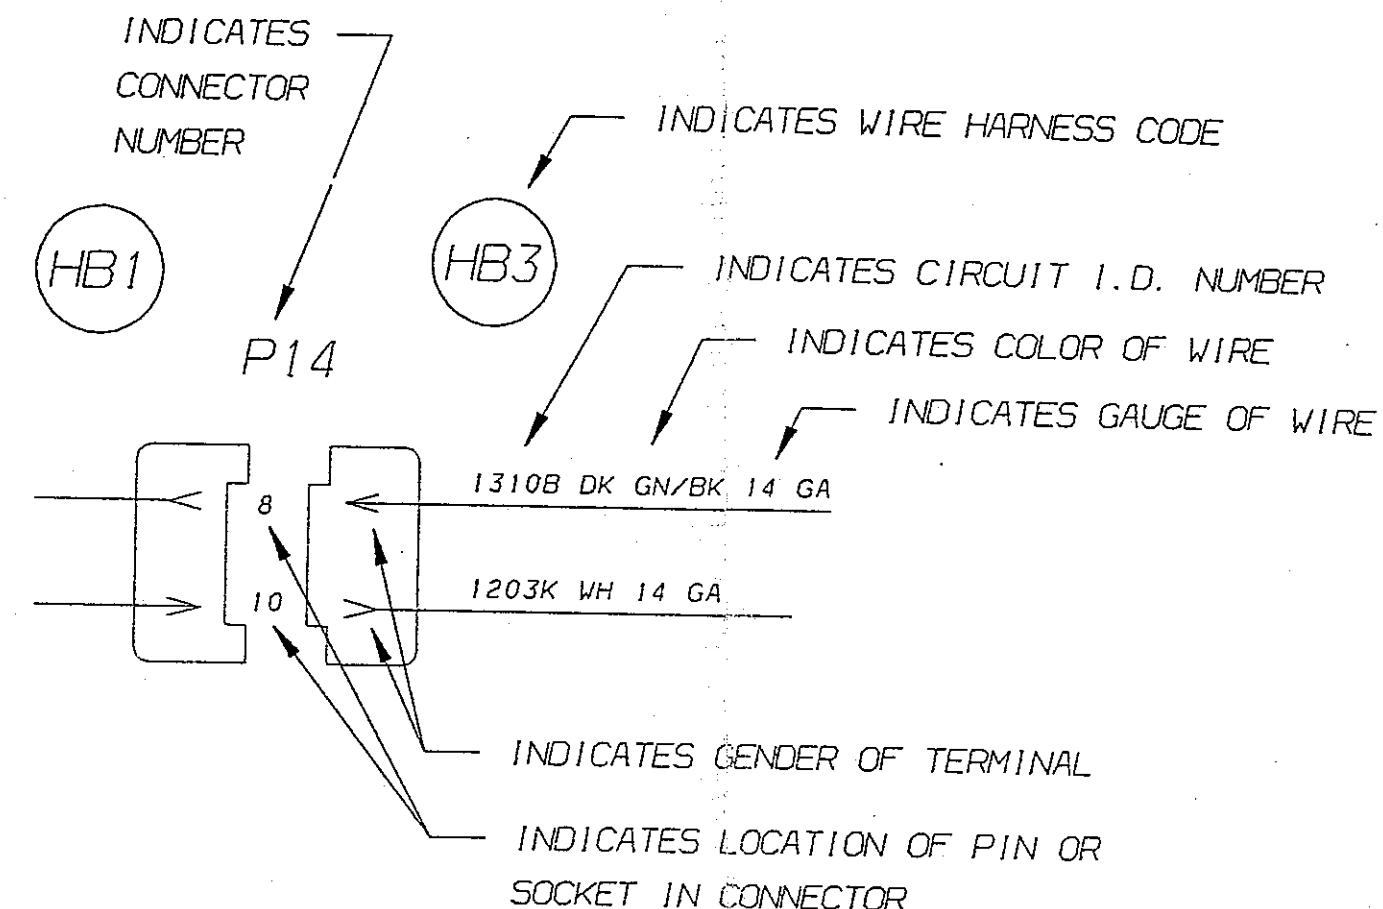 INDICATES
CONNECTOR
NUMBER
INDICATES WIRE HARNESS CODE
HB1
HB3
INDICATES CIRCUIT I.D. NUMBER
P14
INDICATES COLOR OF WIRE
INDICATES GAUGE OF WIRE
8
1310B DK GN/BK 14 GA
10
1203K WH 14 GA
INDICATES GENDER OF TERMINAL
INDICATES LOCATION OF PIN OR
SOCKET IN CONNECTOR